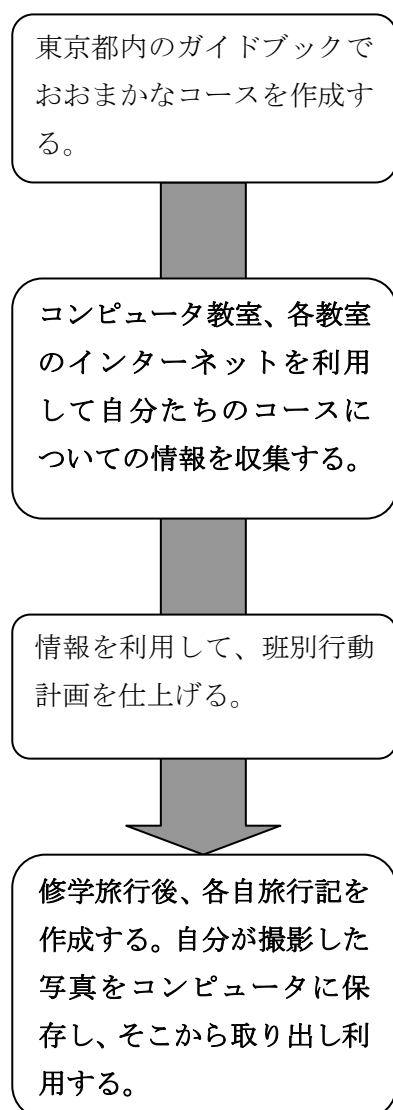 東京都内のガイドブックで
おおまかなコースを作成す
る。
コンピュータ教室、各教室
のインターネットを利用
して自分たちのコースに
ついての情報を収集する。
情報を利用して、班別行動
計画を仕上げる。
修学旅行後、各自旅行記を
作成する。自分が撮影した
写真をコンピュータに保
存し、そこから取り出し利
用する。